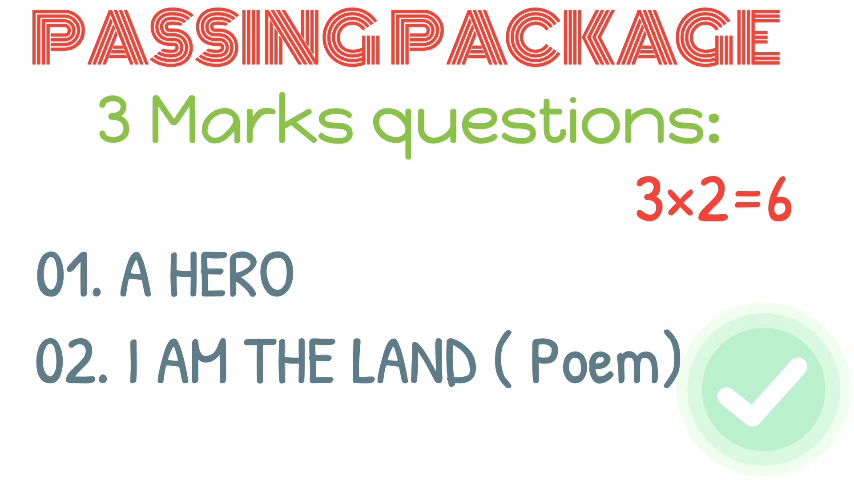 PASSING PACKAGE
3 Marks questions:
3×2=6
01. A HERO
02. I AM THE LAND ( Poem)